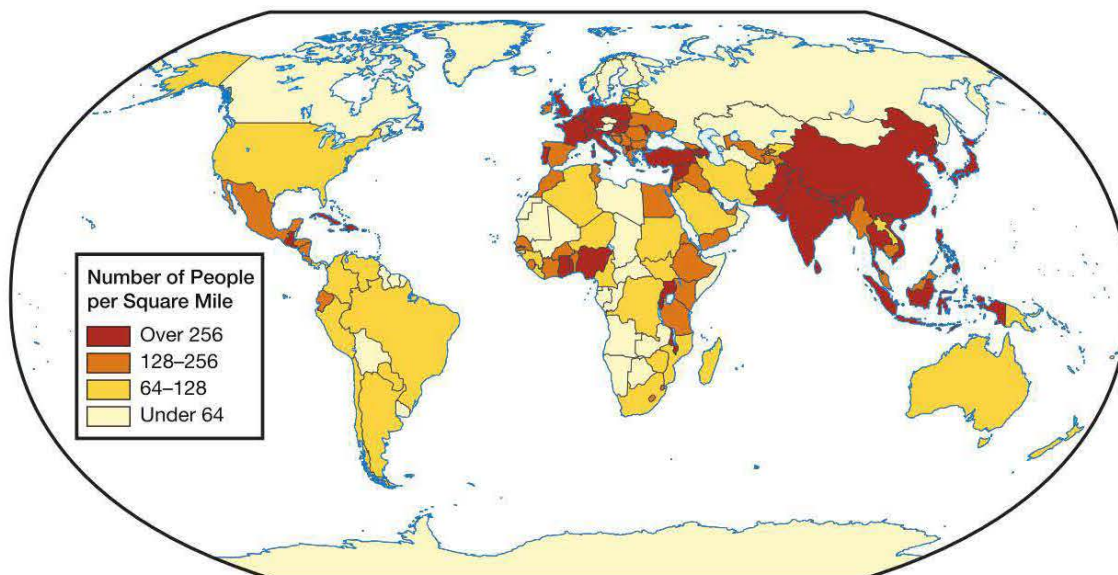 Number of People
per Square Mile
Over 256
128–256
64–128
Under 64